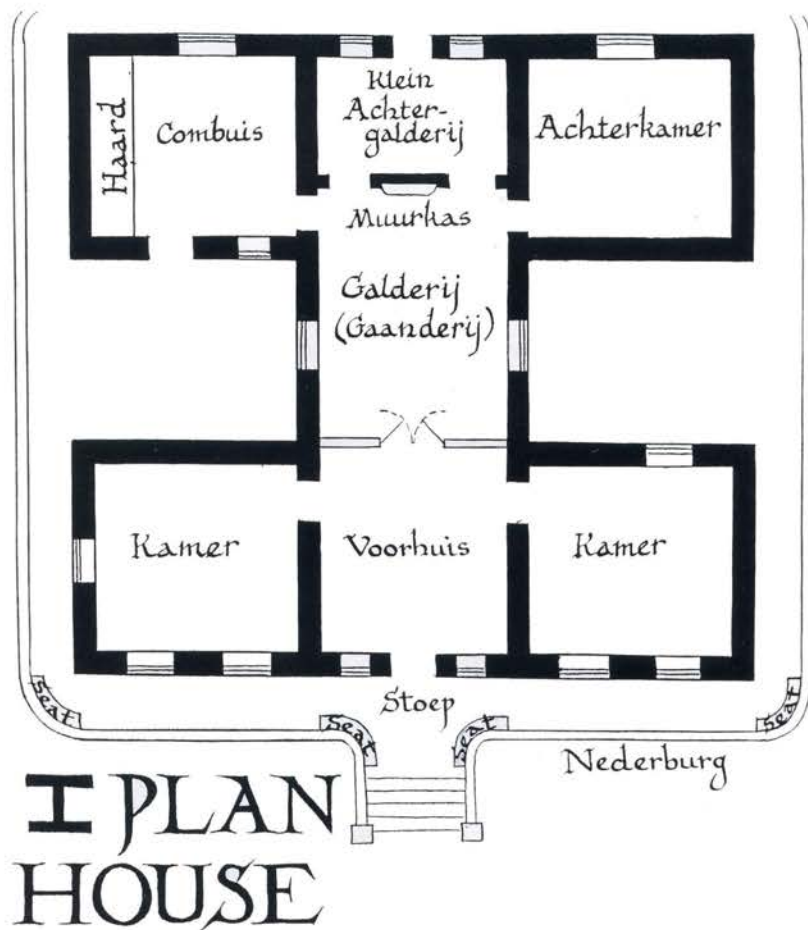 Haard
Combuis
Klein
Achter-
galderij
Achterkamer
Muurkas
Galderij
(Gaanderij)
Kamer
Voorhuis
Kamer
Stoep
Seat
Seat
Seat
Seat
Nederburg
H PLAN
HOUSE